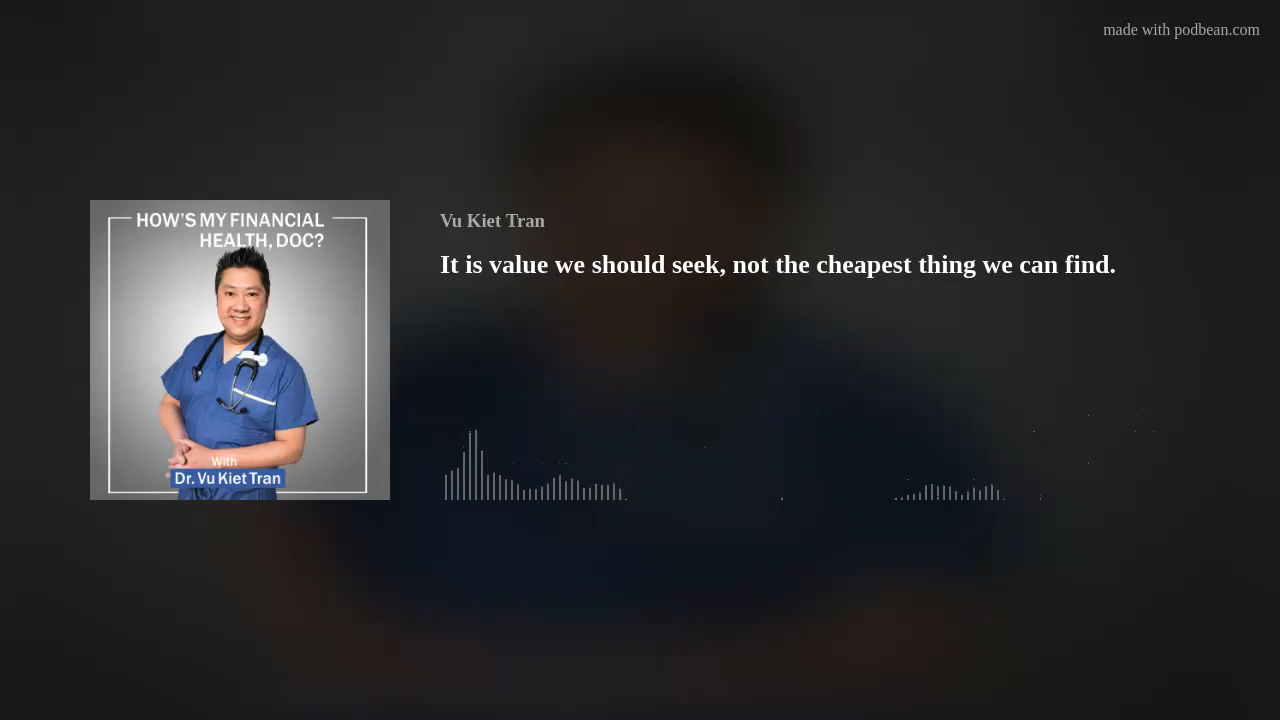 made with podbean.com
HOW'S MY FINANCIAL
HEALTH, DOC?
With
Dr. Vu Kiet Tran
Vu Kiet Tran
It is value we should seek, not the cheapest thing we can find.